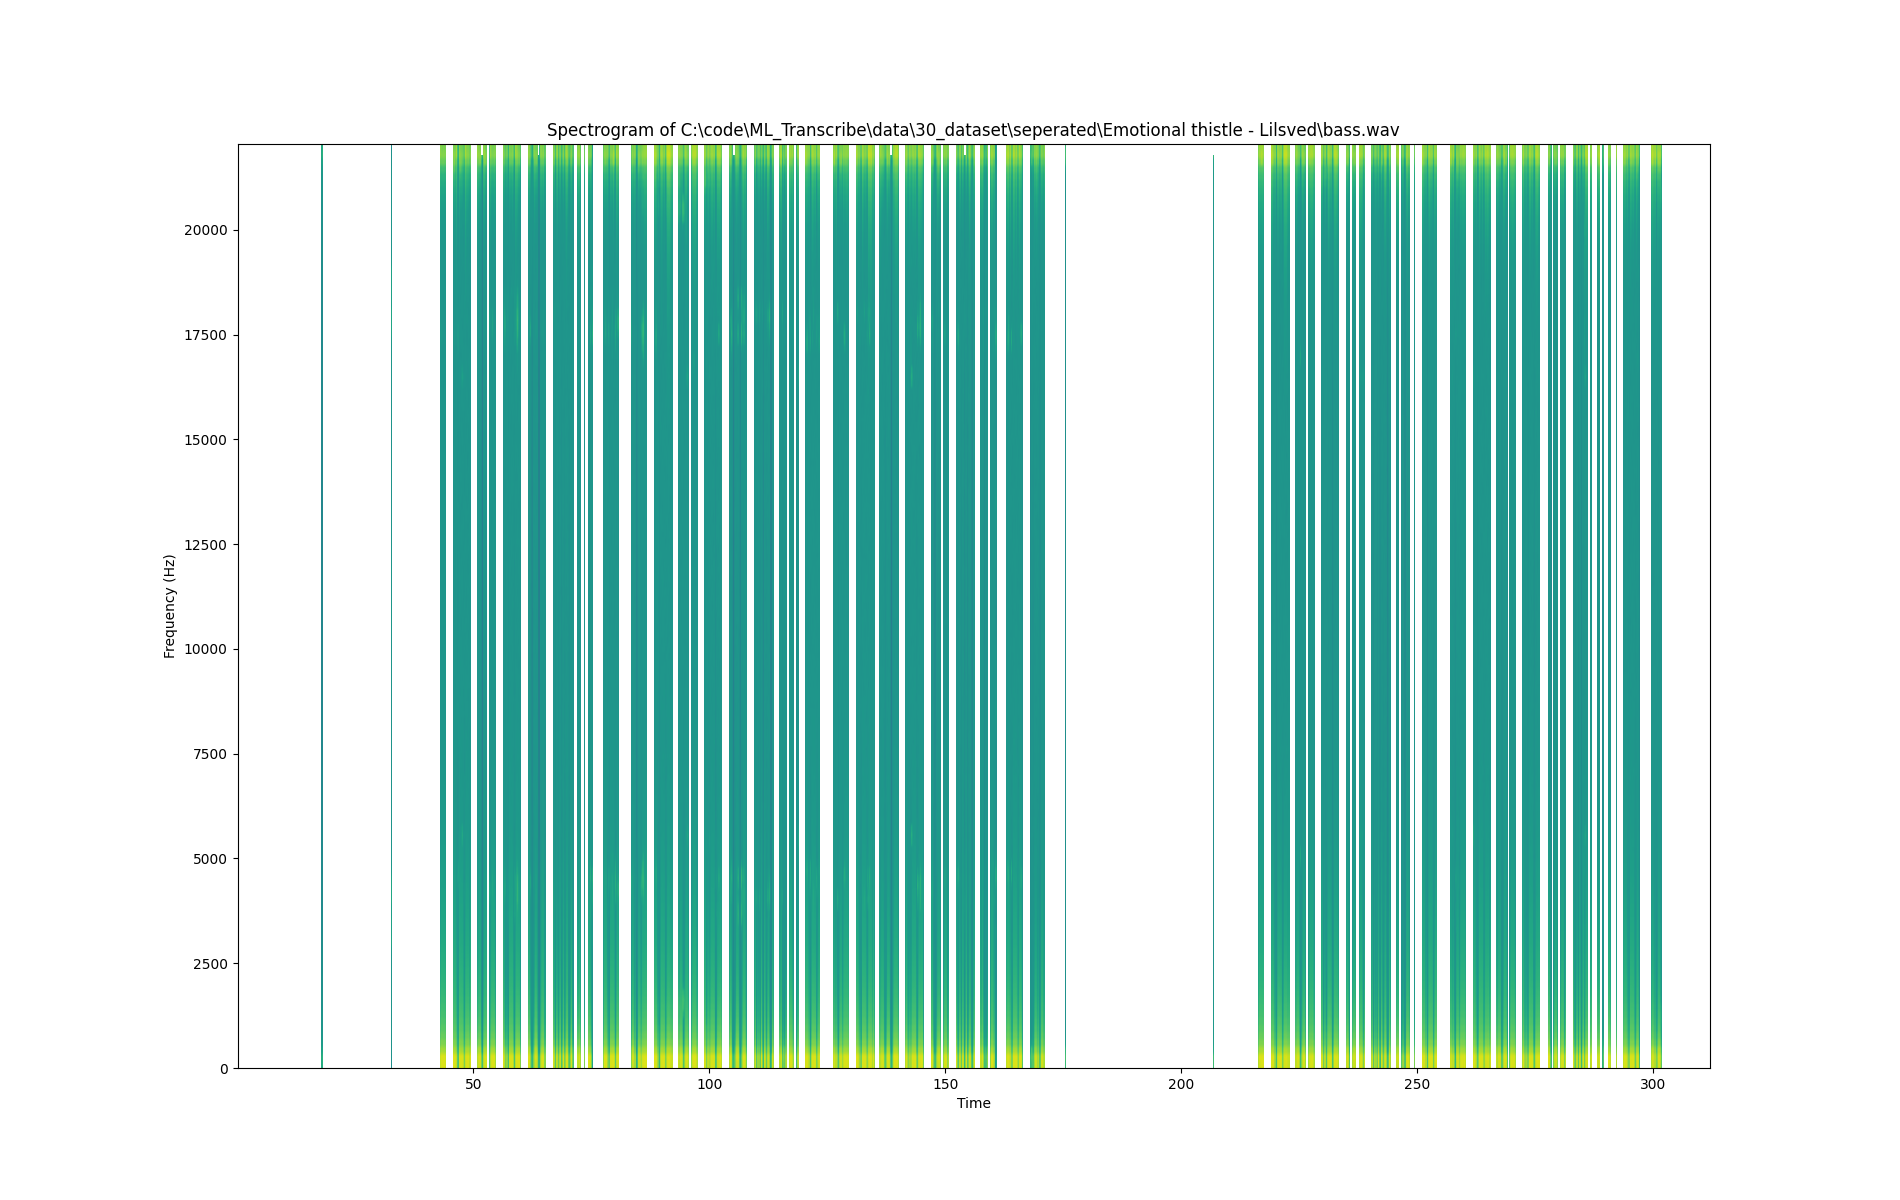 Spectrogram of C:\code\ML_Transcribe\data\30_dataset\seperated\Emotional thistle - Lilsved\bass.wav
20000
17500
15000
12500
10000
7500
5000
2500
0
Frequency (Hz)
50 100 150 200 250 300
Time